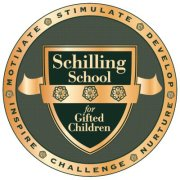 MOTIVATE • STIMULATE • DEVELOP • NURTURE • CHALLENGE • INSPIRE •
Schilling
School
for
Gifted
Children